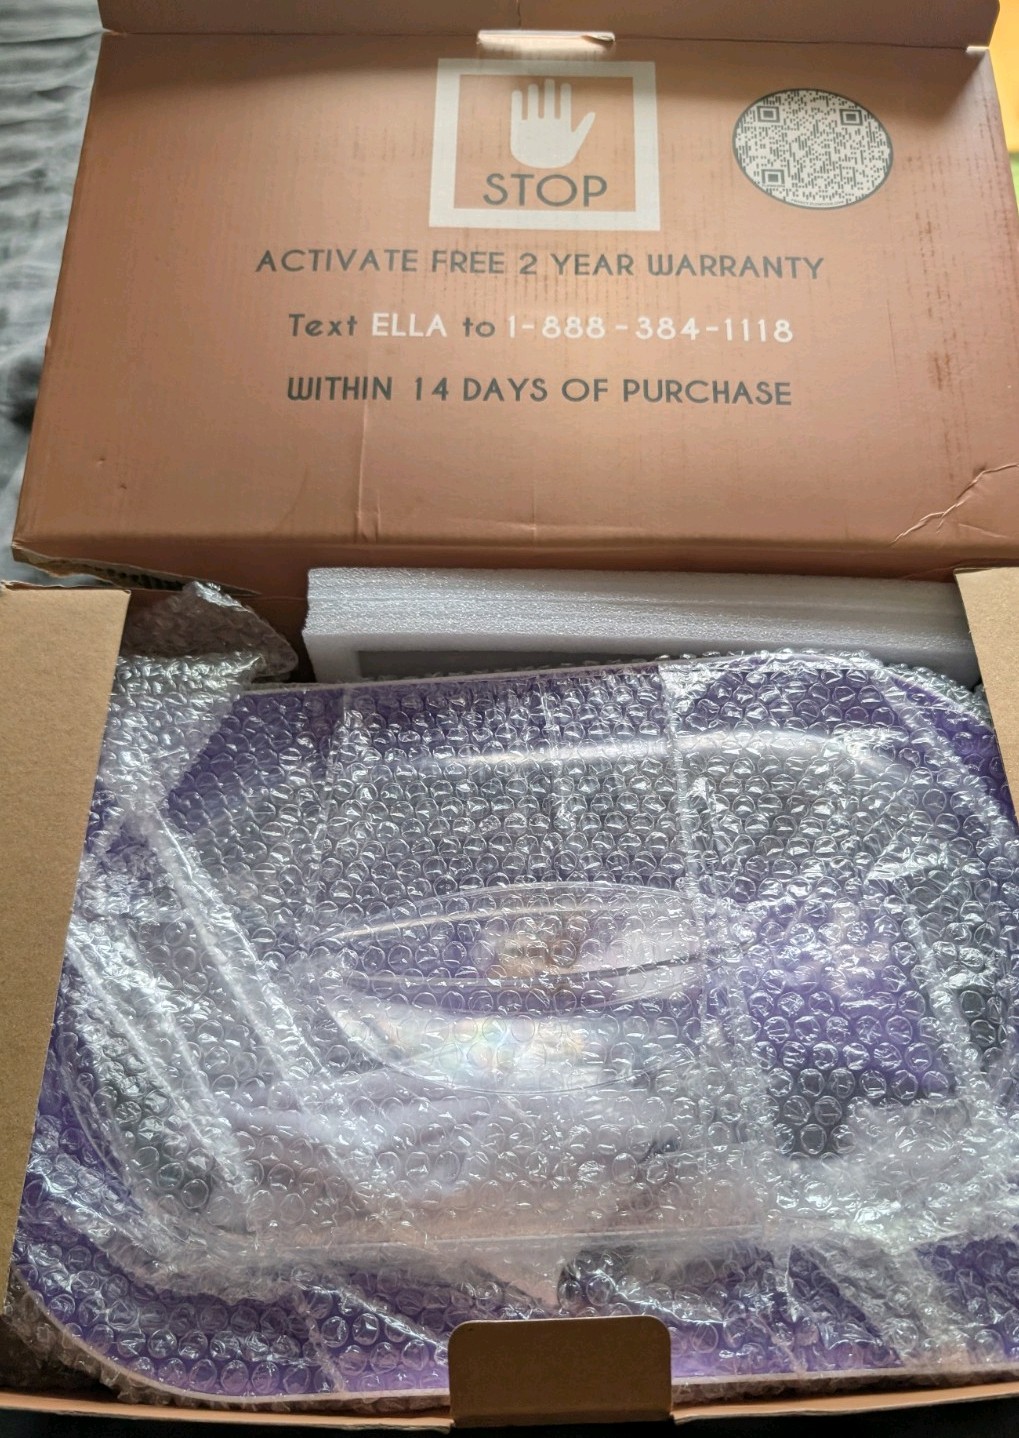 STOP
ACTIVATE FREE 2 YEAR WARRANTY
Text ELLA to 1-888-384-1118
WITHIN 14 DAYS OF PURCHASE